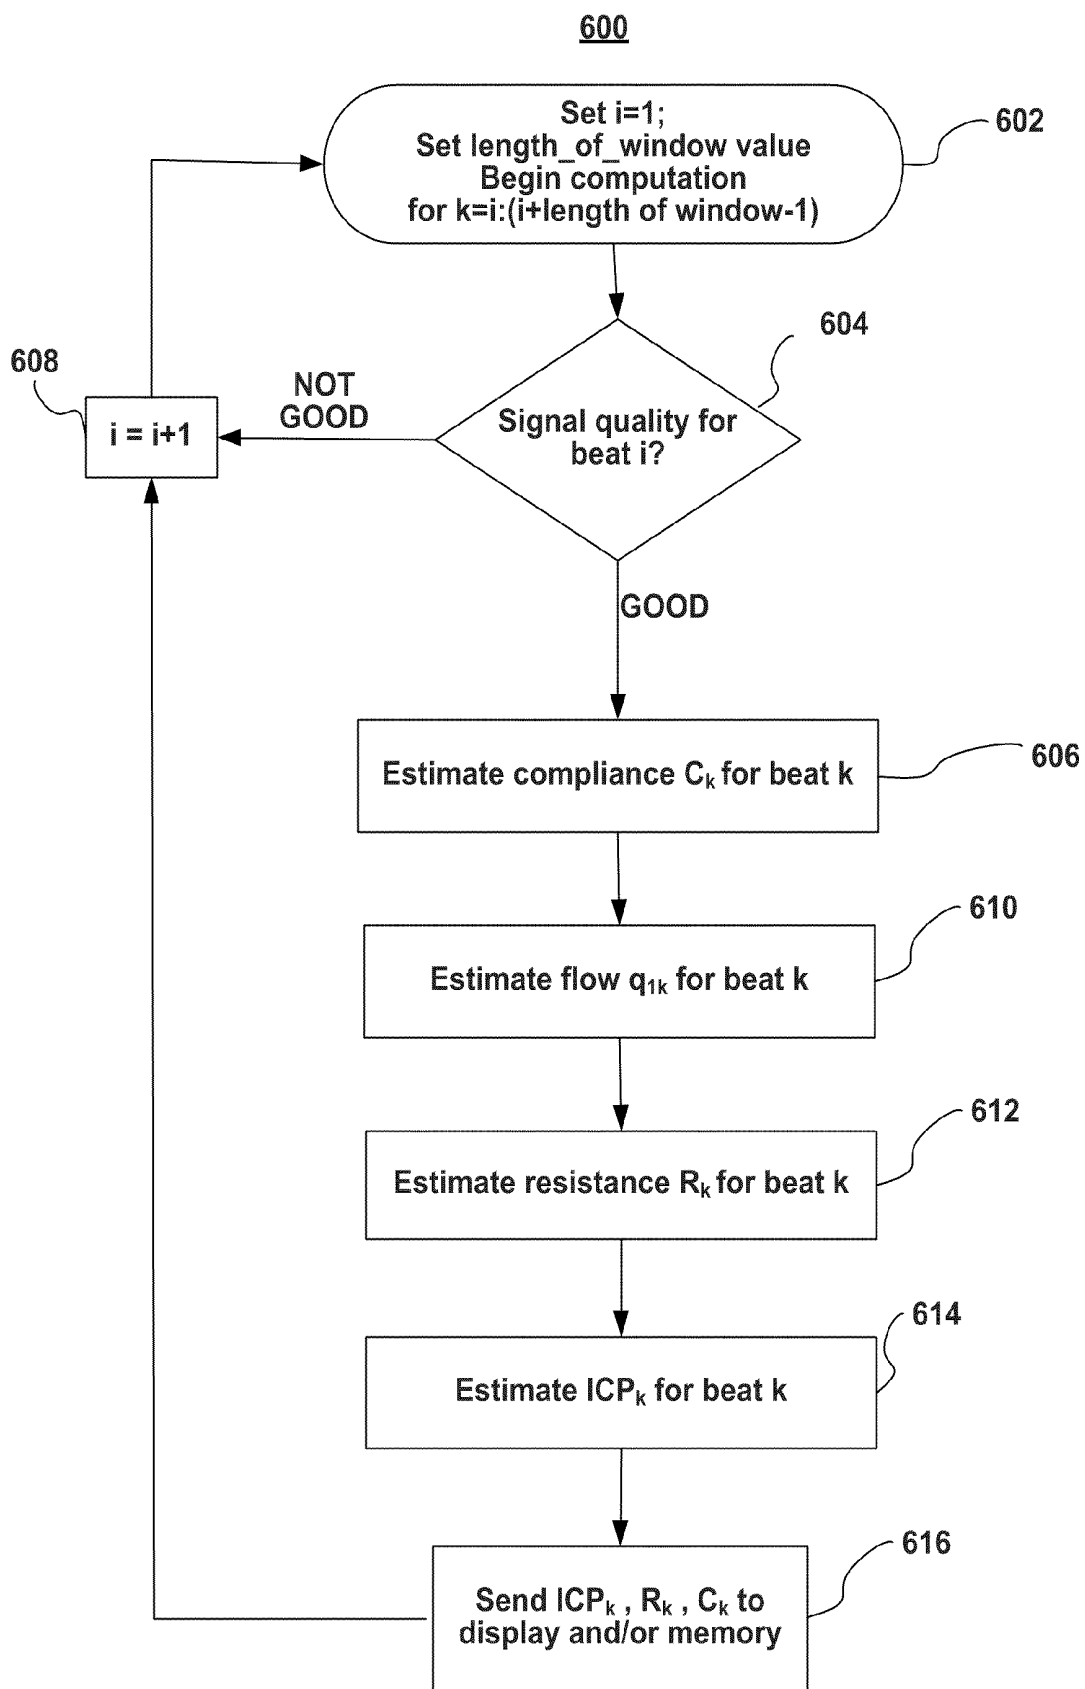 600
Set i=1;
Set length_of_window value
Begin computation
for k=i:(i+length of window-1)
602
604
608
NOT
GOOD
i = i+1
Signal quality for
beat i?
GOOD
Estimate compliance Cₖ for beat k
606
Estimate flow q₁ₖ for beat k
610
Estimate resistance Rₖ for beat k
612
Estimate ICPₖ for beat k
614
Send ICPₖ , Rₖ , Cₖ to
display and/or memory
616